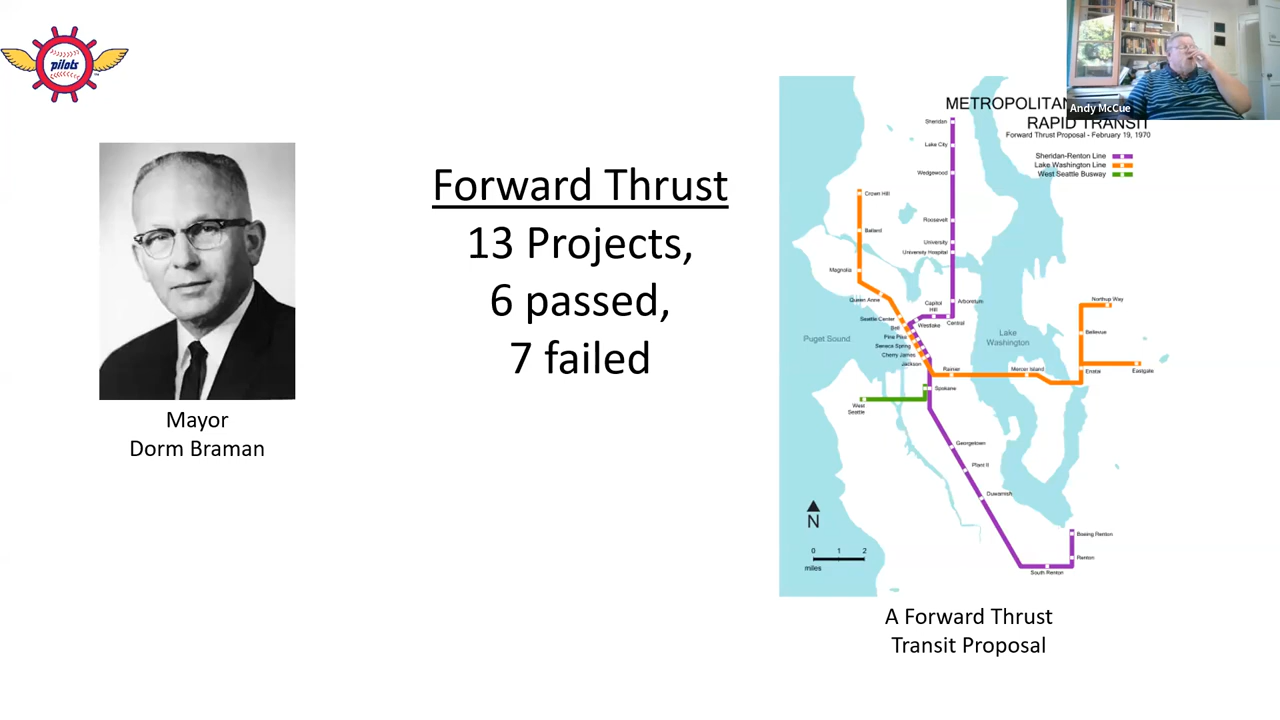 pilots
Forward Thrust
13 Projects,
6 passed,
7 failed
Mayor
Dorm Braman
METROPOLITAN
RAPID TRANSIT
Forward Thrust Proposal - February 19, 1970
Sheridan-Renton Line
Lake Washington Line
West Seattle Busway
Andy McCue
Sheridan
Lake City
Wedgewood
Crown Hill
Roosevelt
Ballard
University
University Hospital
Magnolia
Queen Anne
Capitol
Hill
Arboretum
Northup Way
Seattle Center
Bell
Westlake
Central
Pine Pike
Seneca Spring
Cherry James
Jackson
Puget Sound
Lake
Washington
Bellevue
Rainier
Mercer Island
Enatai
Eastgate
Spokane
West
Seattle
Georgetown
Plant II
Duwamish
N
0 1 2
miles
Boeing Renton
Renton
South Renton
A Forward Thrust
Transit Proposal